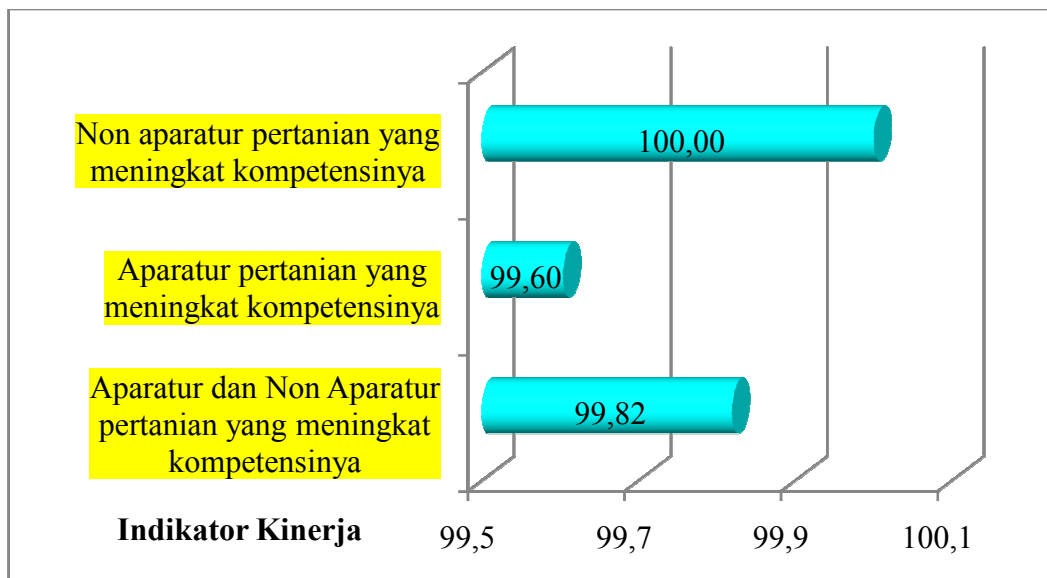 Non aparatur pertanian yang
meningkat kompetensinya
100,00
Aparatur pertanian yang
meningkat kompetensinya
99,60
Aparatur dan Non Aparatur
pertanian yang meningkat
kompetensinya
99,82
Indikator Kinerja
99,5 99,7 99,9 100,1